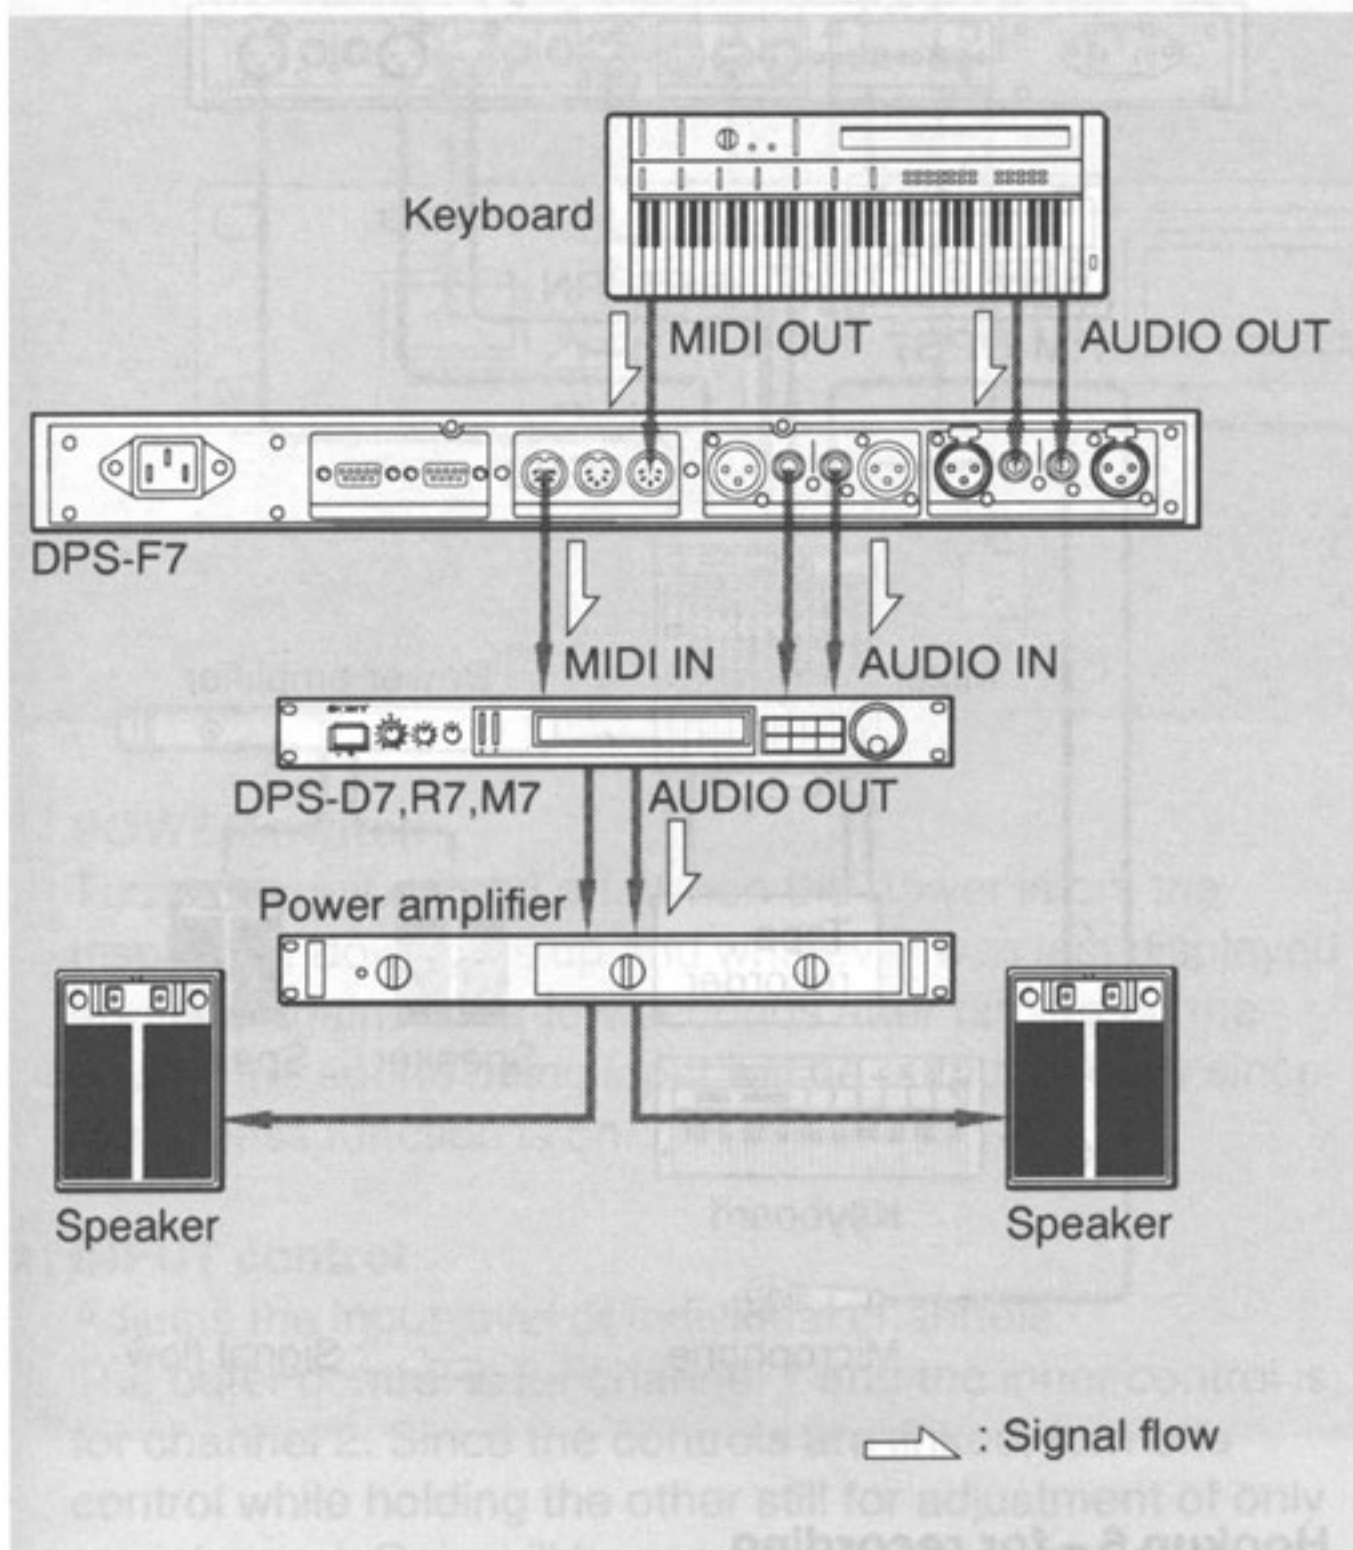 Keyboard
MIDI OUT
AUDIO OUT
DPS-F7
MIDI IN
AUDIO IN
DPS-D7,R7,M7
AUDIO OUT
Power amplifier
Speaker
Speaker
: Signal flow